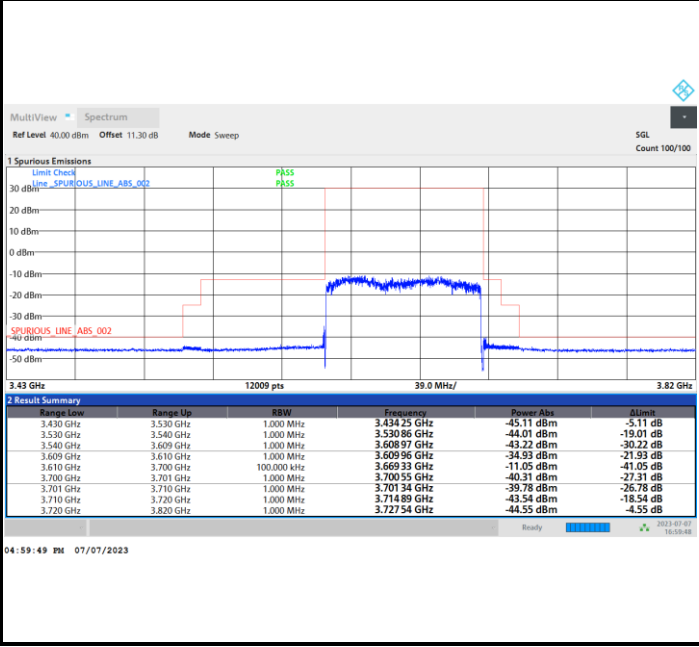 MultiView Spectrum
Ref Level 40.00 dBm Offset 11.30 dB Mode Sweep SGL
Count 100/100
1 Spurious Emissions
Limit Check PASS
Line _SPURIOUS_LINE_ABS_002 PASS
30 dBm
20 dBm
10 dBm
0 dBm
-10 dBm
-20 dBm
-30 dBm
SPURIOUS_LINE_ABS_002
-40 dBm
-50 dBm
3.43 GHz 12009 pts 39.0 MHz/ 3.82 GHz
2 Result Summary
Range Low Range Up RBW Frequency Power Abs ΔLimit
3.430 GHz 3.530 GHz 1.000 MHz 3.434 25 GHz -45.11 dBm -5.11 dB
3.530 GHz 3.540 GHz 1.000 MHz 3.530 86 GHz -44.01 dBm -19.01 dB
3.540 GHz 3.609 GHz 1.000 MHz 3.608 97 GHz -43.22 dBm -30.22 dB
3.609 GHz 3.610 GHz 1.000 MHz 3.609 96 GHz -34.93 dBm -21.93 dB
3.610 GHz 3.700 GHz 100.000 kHz 3.669 33 GHz -11.05 dBm -41.05 dB
3.700 GHz 3.701 GHz 1.000 MHz 3.700 55 GHz -40.31 dBm -27.31 dB
3.701 GHz 3.710 GHz 1.000 MHz 3.701 34 GHz -39.78 dBm -26.78 dB
3.710 GHz 3.720 GHz 1.000 MHz 3.714 89 GHz -43.54 dBm -18.54 dB
3.720 GHz 3.820 GHz 1.000 MHz 3.727 54 GHz -44.55 dBm -4.55 dB
Ready 2023-07-07
16:59:48
04:59:49 PM 07/07/2023